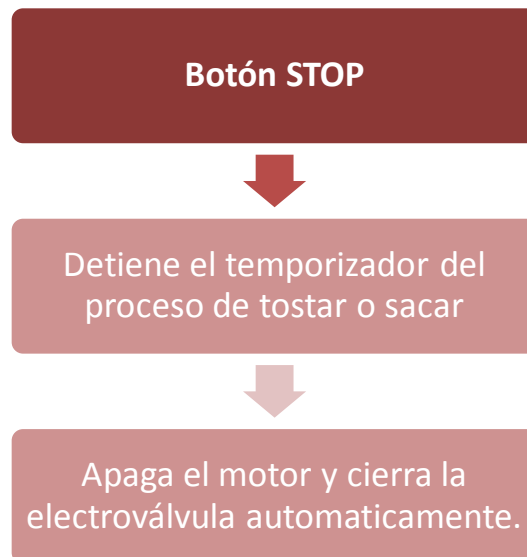 Botón STOP
Detiene el temporizador del
proceso de tostar o sacar
Apaga el motor y cierra la
electroválvula automaticamente.